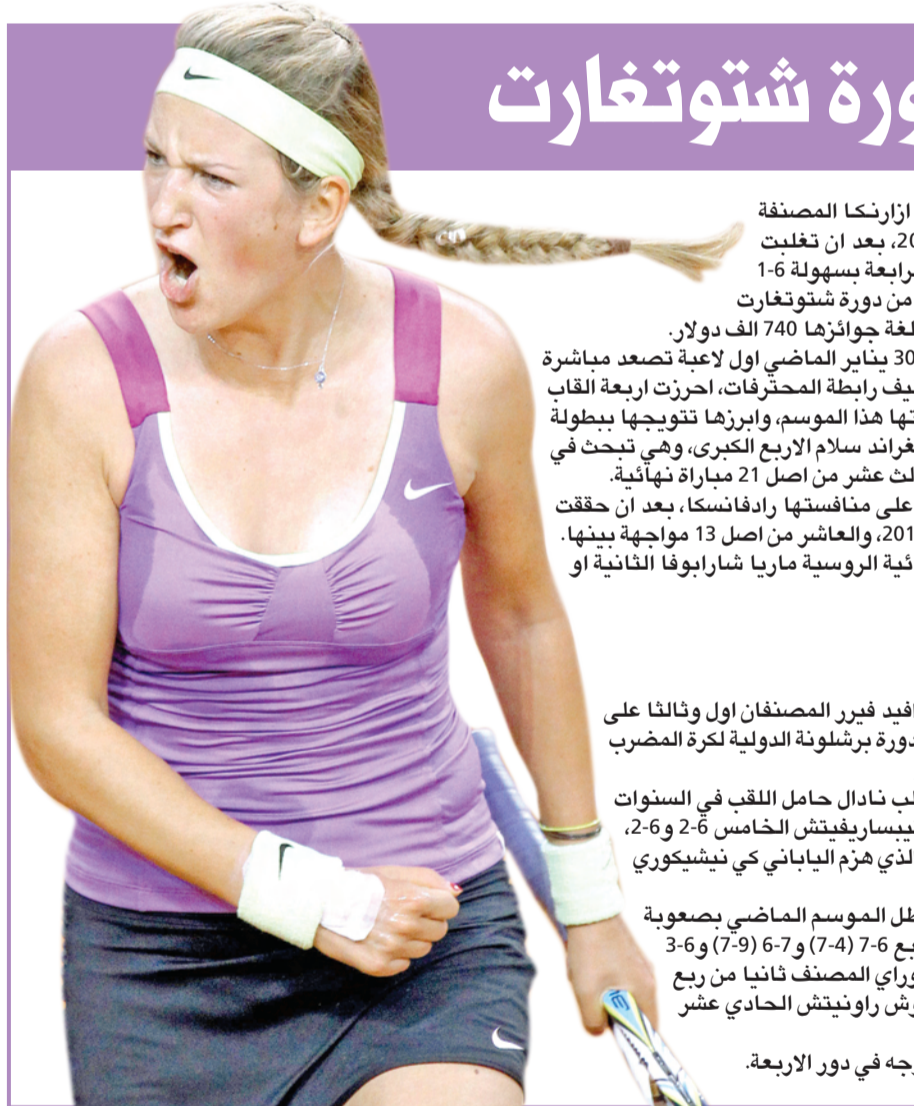 ورة شتوتغارت
ازارنكا المصنفة
20، بعد ان تغلبت
رابعة بسهولة 6-1
من دورة شتوتغارت
لغة جوائزها 740 الف دولار.
30 يناير الماضي اول لاعبة تصعد مباشرة
يف رابطة المحترفات، احرزت اربعة القاب
تها هذا الموسم، وابرزها تتويجها ببطولة
غراند سلام الاربع الكبرى، وهي تبحث في
لث عشر من اصل 21 مباراة نهائية.
على منافستها رادفانسكا، بعد ان حققت
201، والعاشر من اصل 13 مواجهة بينها.
ائية الروسية ماريا شارابوفا الثانية او
افيد فيرر المصنفان اول وثالثا على
دورة برشلونة الدولية لكرة المضرب
لب نادال حامل اللقب في السنوات
يبساريفيتش الخامس 6-2 و6-2،
لذي هزم الياباني كي نيشيكوري
طل الموسم الماضي بصعوبة
بع 6-7 (4-7) و7-6 (9-7) و6-3
وراي المصنف ثانيا من ربع
وش راونيتش الحادي عشر
رجه في دور الاربعة.